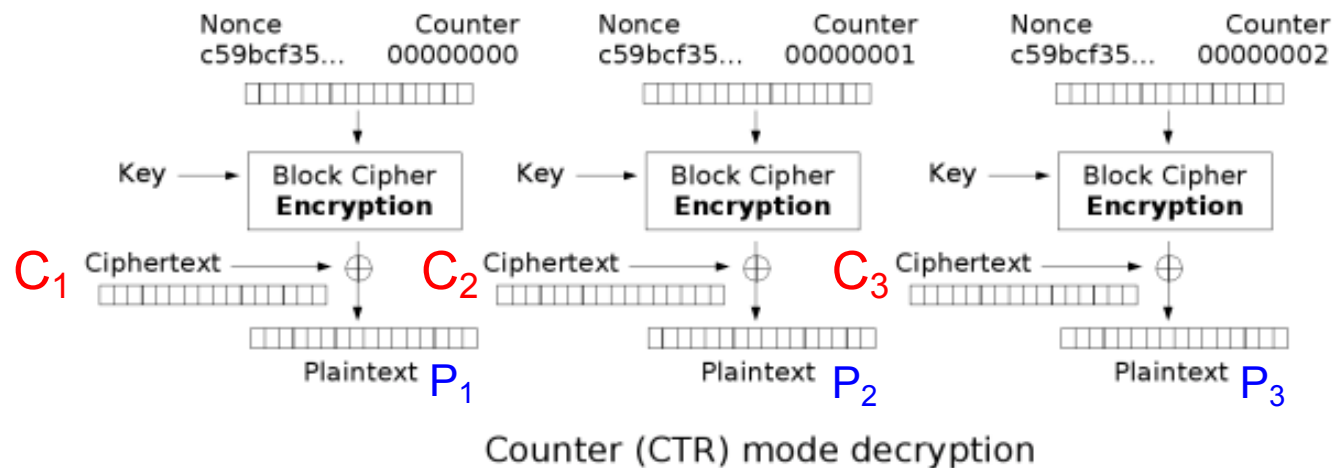 Nonce Counter Nonce Counter Nonce Counter
c59bcf35... 00000000 c59bcf35... 00000001 c59bcf35... 00000002
Key Block Cipher Key Block Cipher Key Block Cipher
Encryption Encryption Encryption
C₁ Ciphertext C₂ Ciphertext C₃ Ciphertext
Plaintext P₁ Plaintext P₂ Plaintext P₃
Counter (CTR) mode decryption